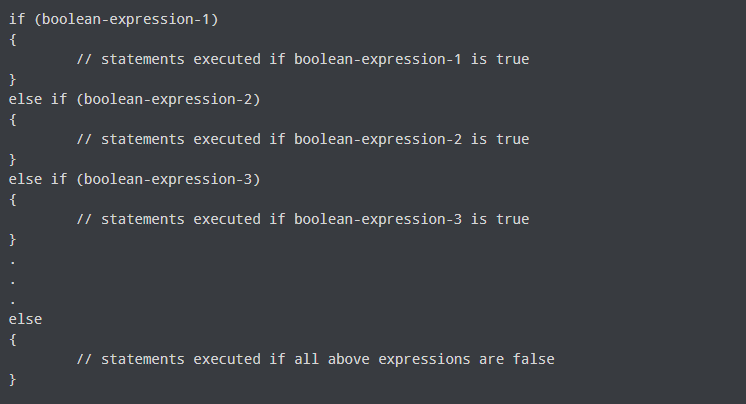 if (boolean-expression-1)
{
        // statements executed if boolean-expression-1 is true
}
else if (boolean-expression-2)
{
        // statements executed if boolean-expression-2 is true
}
else if (boolean-expression-3)
{
        // statements executed if boolean-expression-3 is true
}
.
.
.
else
{
        // statements executed if all above expressions are false
}